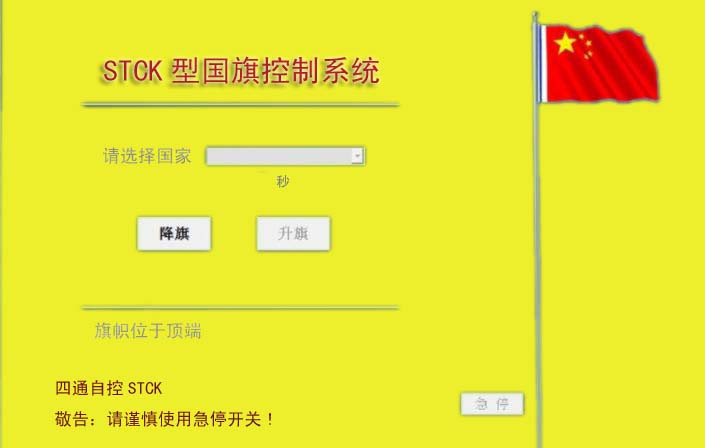 STCK 型国旗控制系统
请选择国家
秒
降旗 升旗
旗帜位于顶端
四通自控 STCK
急 停
敬告：请谨慎使用急停开关！